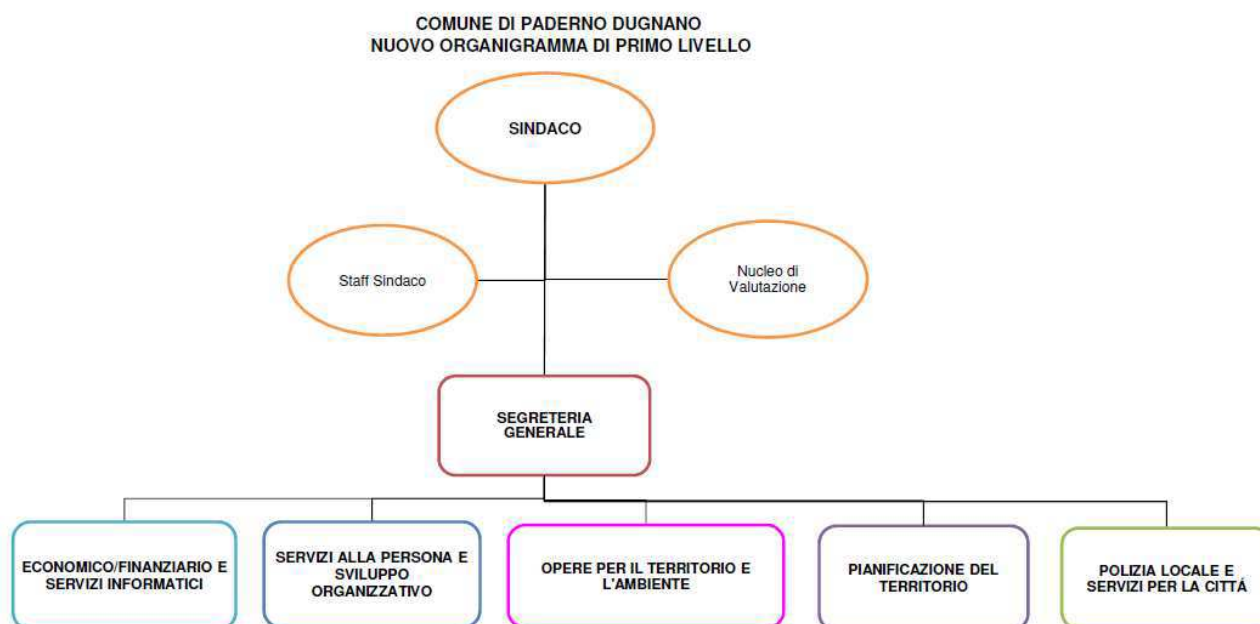 COMUNE DI PADERNO DUGNANO
NUOVO ORGANIGRAMMA DI PRIMO LIVELLO
SINDACO
Staff Sindaco
Nucleo di
Valutazione
SEGRETERIA
GENERALE
ECONOMICO/FINANZIARIO E
SERVIZI INFORMATICI
SERVIZI ALLA PERSONA E
SVILUPPO
ORGANIZZATIVO
OPERE PER IL TERRITORIO E
L'AMBIENTE
PIANIFICAZIONE DEL
TERRITORIO
POLIZIA LOCALE E
SERVIZI PER LA CITTÁ